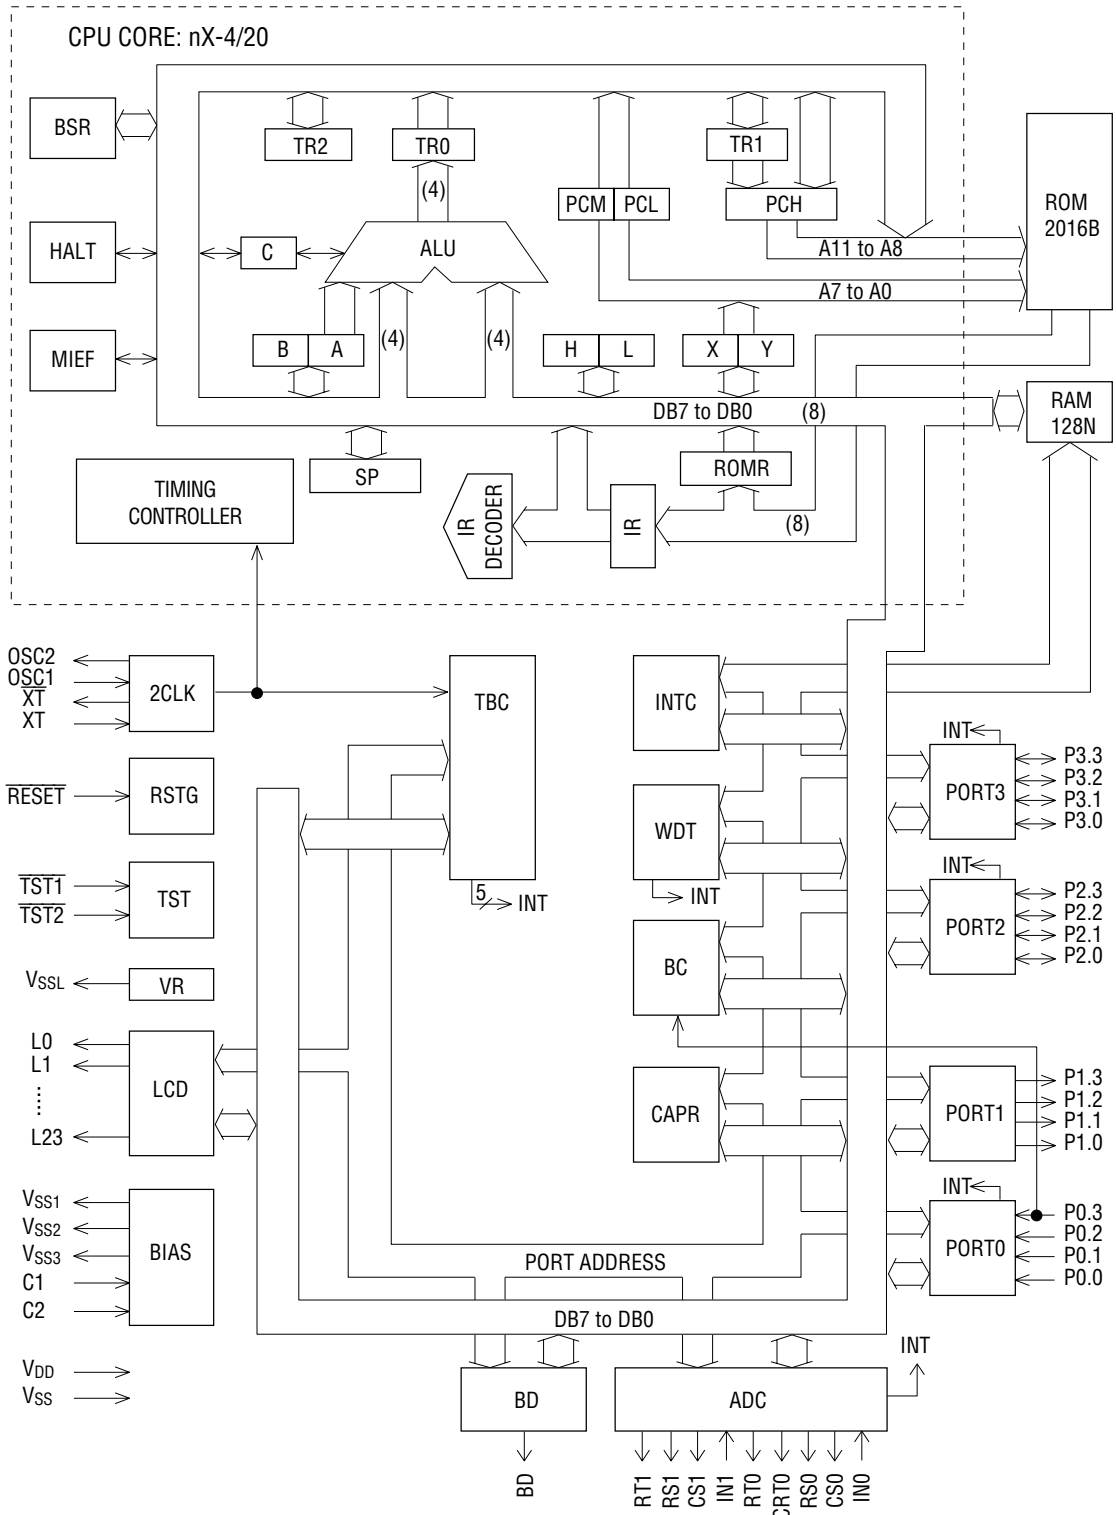 CPU CORE: nX-4/20
BSR
HALT
MIEF
TR2
TR0
TR1
(4)
PCM
PCL
PCH
ROM
2016B
C
ALU
A11 to A8
A7 to A0
B
A
(4)
(4)
H
L
X
Y
DB7 to DB0
(8)
RAM
128N
SP
ROMR
TIMING
CONTROLLER
IR
DECODER
IR
(8)
OSC2
OSC1
XT
XT
2CLK
TBC
INTC
INT
PORT3
P3.3
P3.2
P3.1
P3.0
RESET
RSTG
WDT
INT
5
INT
TST1
TST2
TST
INT
PORT2
P2.3
P2.2
P2.1
P2.0
VSSL
VR
BC
L0
L1
L23
LCD
CAPR
PORT1
P1.3
P1.2
P1.1
P1.0
VSS1
VSS2
VSS3
C1
C2
BIAS
INT
PORT0
P0.3
P0.2
P0.1
P0.0
PORT ADDRESS
DB7 to DB0
VDD
VSS
BD
ADC
INT
BD
RT1
RS1
CS1
IN1
RT0
CRT0
RS0
CS0
IN0